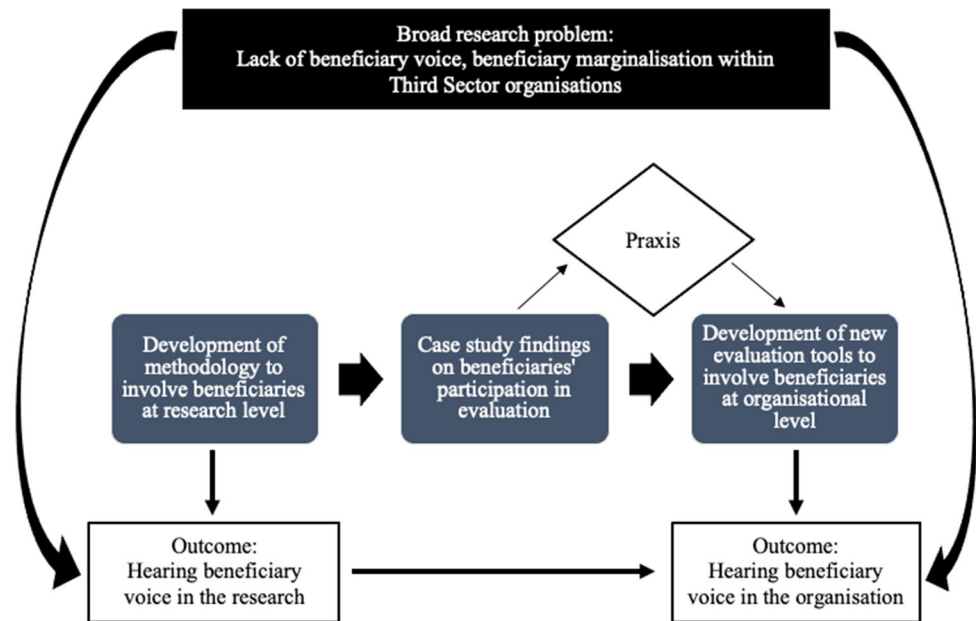 Broad research problem:
Lack of beneficiary voice, beneficiary marginalisation within
Third Sector organisations
Praxis
Development of
methodology to
involve beneficiaries
at research level
Case study findings
on beneficiaries'
participation in
evaluation
Development of new
evaluation tools to
involve beneficiaries
at organisational
level
Outcome:
Hearing beneficiary
voice in the research
Outcome:
Hearing beneficiary
voice in the organisation